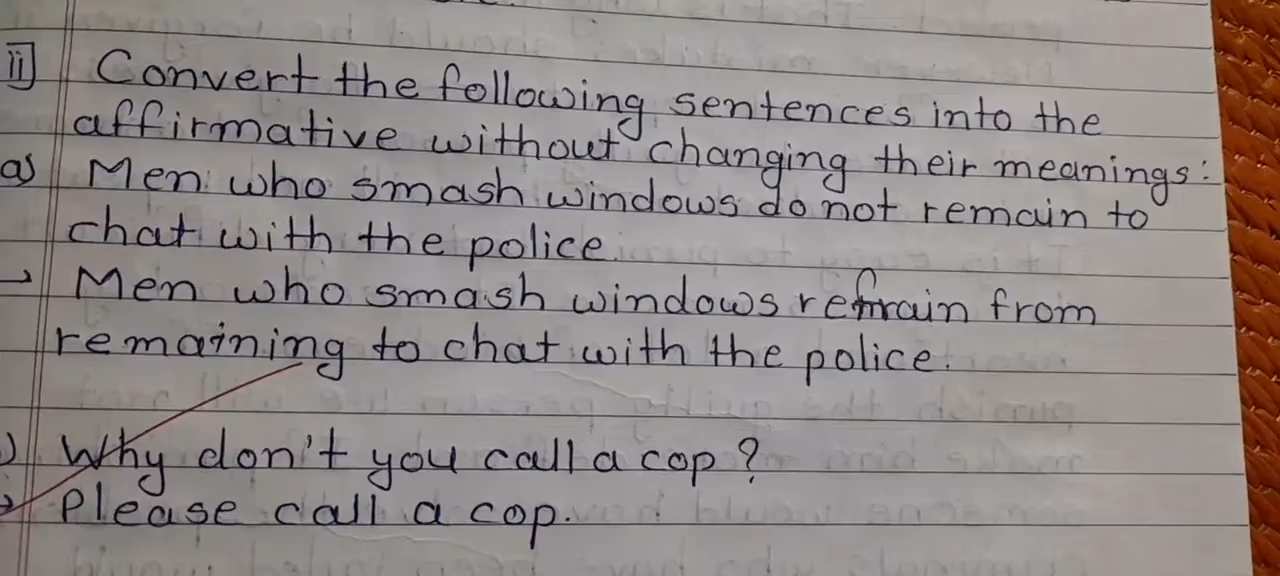 ii] Convert the following sentences into the
affirmative without changing their meanings:
a) Men who smash windows do not remain to
chat with the police.
→ Men who smash windows refrain from
remaining to chat with the police.
) Why don't you call a cop?
→ Please call a cop.